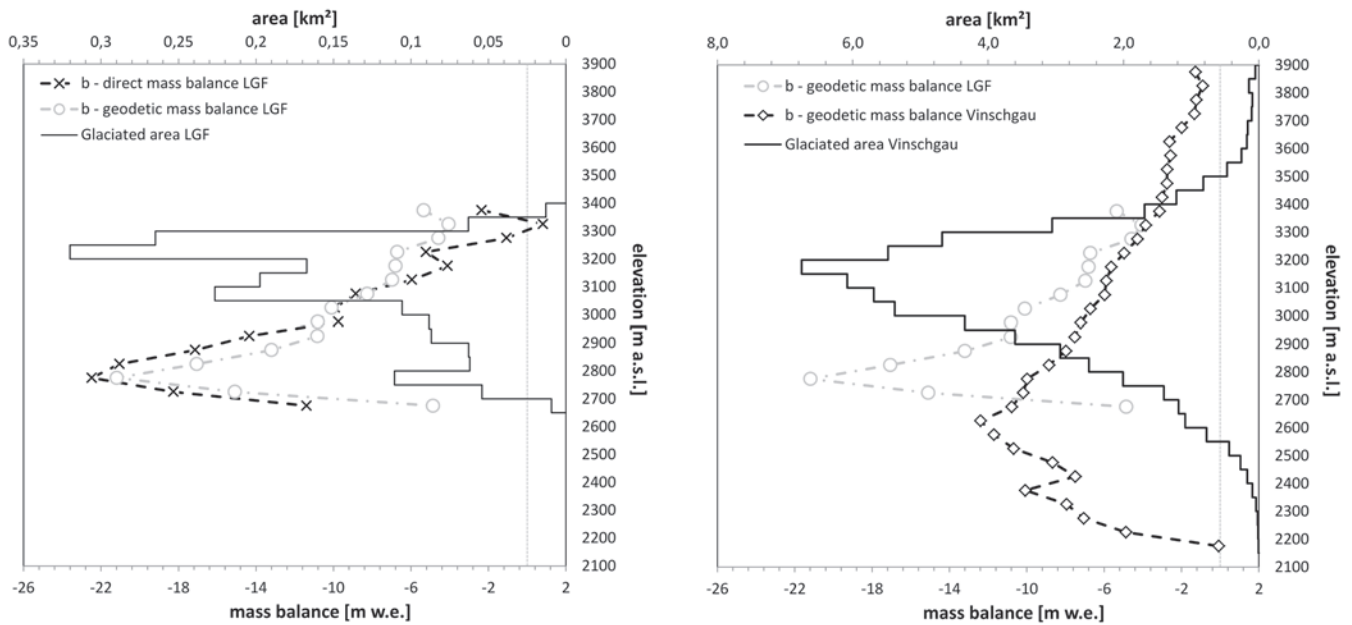 area [km²]
0,35 0,3 0,25 0,2 0,15 0,1 0,05 0
b - direct mass balance LGF
b - geodetic mass balance LGF
Glaciated area LGF
3900
3800
3700
3600
3500
3400
3300
3200
3100
3000
2900
2800
2700
2600
2500
2400
2300
2200
2100
elevation [m a.s.l.]
-26 -22 -18 -14 -10 -6 -2 2
mass balance [m w.e.]
area [km²]
8,0 6,0 4,0 2,0 0,0
b - geodetic mass balance LGF
b - geodetic mass balance Vinschgau
Glaciated area Vinschgau
3900
3800
3700
3600
3500
3400
3300
3200
3100
3000
2900
2800
2700
2600
2500
2400
2300
2200
2100
elevation [m a.s.l.]
-26 -22 -18 -14 -10 -6 -2 2
mass balance [m w.e.]